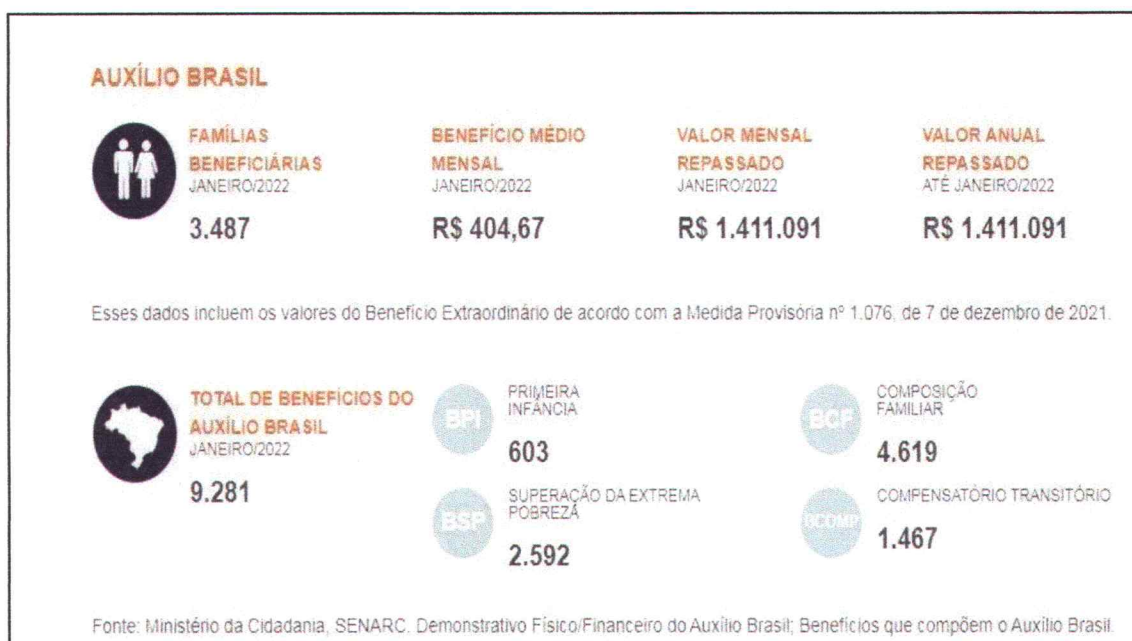 AUXÍLIO BRASIL
FAMÍLIAS
BENEFICIÁRIAS
JANEIRO/2022
3.487
BENEFÍCIO MÉDIO
MENSAL
JANEIRO/2022
R$ 404,67
VALOR MENSAL
REPASSADO
JANEIRO/2022
R$ 1.411.091
VALOR ANUAL
REPASSADO
ATÉ JANEIRO/2022
R$ 1.411.091
Esses dados incluem os valores do Benefício Extraordinário de acordo com a Medida Provisória nº 1.076, de 7 de dezembro de 2021.
TOTAL DE BENEFÍCIOS DO
AUXÍLIO BRASIL
JANEIRO/2022
9.281
BPI
PRIMEIRA
INFÂNCIA
603
BCF
COMPOSIÇÃO
FAMILIAR
4.619
BSP
SUPERAÇÃO DA EXTREMA
POBREZA
2.592
BCOMP
COMPENSATÓRIO TRANSITÓRIO
1.467
Fonte: Ministério da Cidadania, SENARC. Demonstrativo Físico/Financeiro do Auxílio Brasil; Benefícios que compõem o Auxílio Brasil.